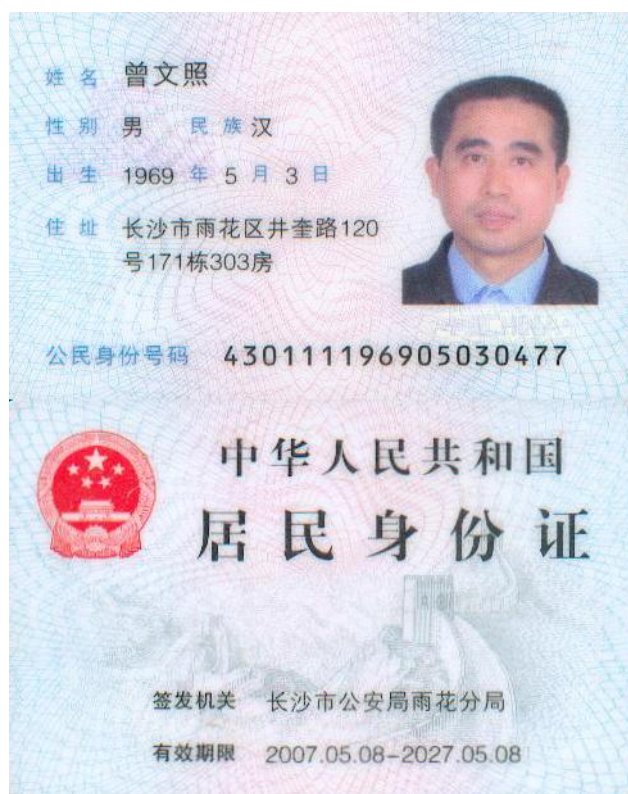 姓名 曾文照
性别 男 民族 汉
出生 1969 年 5 月 3 日
住址 长沙市雨花区井奎路120
号171栋303房
公民身份号码 430111196905030477
中华人民共和国
居民身份证
签发机关 长沙市公安局雨花分局
有效期限 2007.05.08-2027.05.08